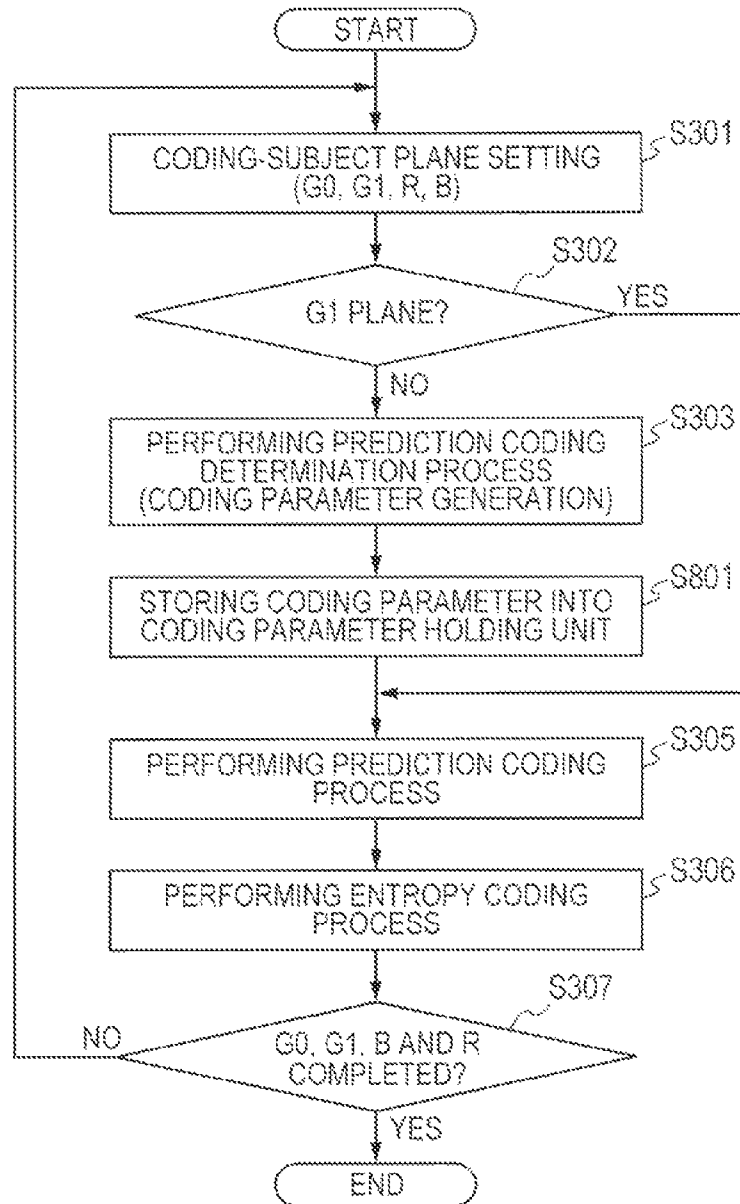 START
CODING-SUBJECT PLANE SETTING
(G0, G1, R, B)
S301
S302
G1 PLANE?
YES
NO
PERFORMING PREDICTION CODING
DETERMINATION PROCESS
(CODING PARAMETER GENERATION)
S303
STORING CODING PARAMETER INTO
CODING PARAMETER HOLDING UNIT
S801
PERFORMING PREDICTION CODING
PROCESS
S305
PERFORMING ENTROPY CODING
PROCESS
S306
S307
NO
G0, G1, B AND R
COMPLETED?
YES
END